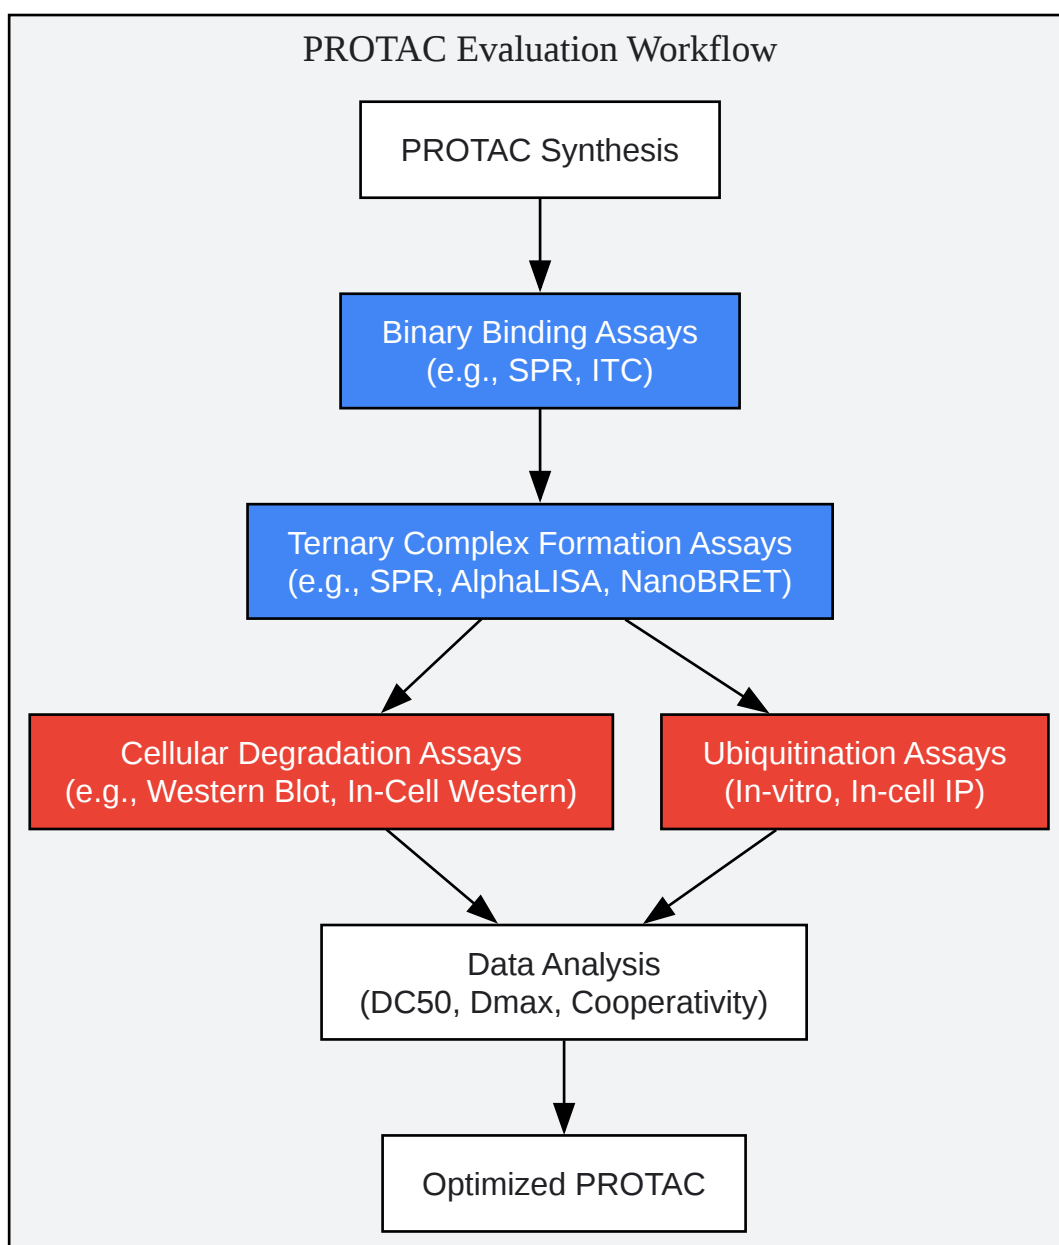 PROTAC Evaluation Workflow
PROTAC Synthesis
Binary Binding Assays
(e.g., SPR, ITC)
Ternary Complex Formation Assays
(e.g., SPR, AlphaLISA, NanoBRET)
Cellular Degradation Assays
(e.g., Western Blot, In-Cell Western)
Ubiquitination Assays
(In-vitro, In-cell IP)
Data Analysis
(DC50, Dmax, Cooperativity)
Optimized PROTAC